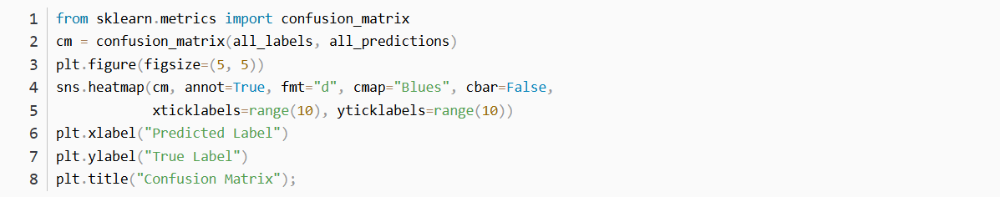 1 from sklearn.metrics import confusion_matrix
2 cm = confusion_matrix(all_labels, all_predictions)
3 plt.figure(figsize=(5, 5))
4 sns.heatmap(cm, annot=True, fmt="d", cmap="Blues", cbar=False,
5             xticklabels=range(10), yticklabels=range(10))
6 plt.xlabel("Predicted Label")
7 plt.ylabel("True Label")
8 plt.title("Confusion Matrix");